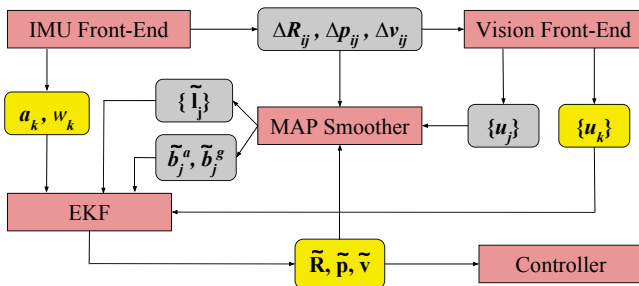 IMU Front-End
ΔR_ij, Δp_ij, Δv_ij
Vision Front-End
a_k, w_k
{l̃_j}
MAP Smoother
{u_j}
{u_k}
b̃_j^a, b̃_j^g
EKF
R̃, p̃, ṽ
Controller